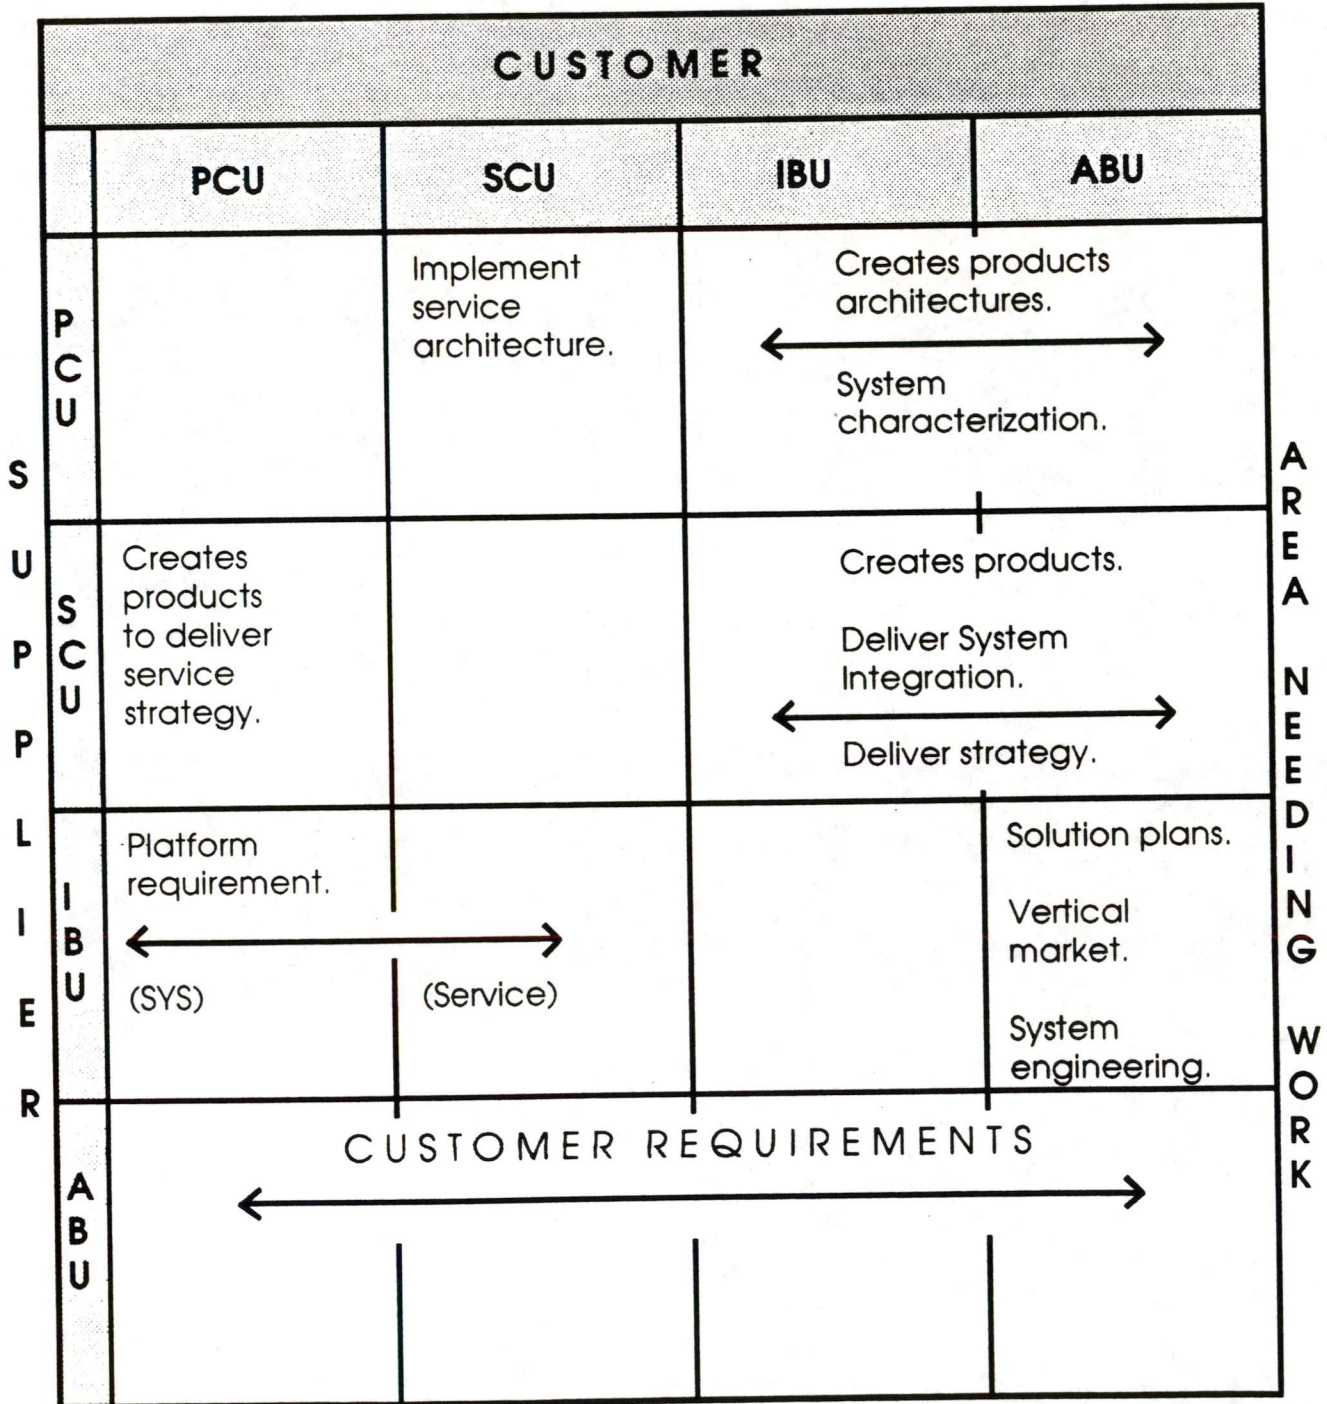 CUSTOMER
PCU SCU IBU ABU
SUPPLIER
PCU
Implement
service
architecture.
Creates products
architectures.
System
characterization.
SCU
Creates
products
to deliver
service
strategy.
Creates products.
Deliver System
Integration.
Deliver strategy.
IBU
Platform
requirement.
(SYS) (Service)
Solution plans.
Vertical
market.
System
engineering.
ABU
CUSTOMER REQUIREMENTS
AREA NEEDING WORK